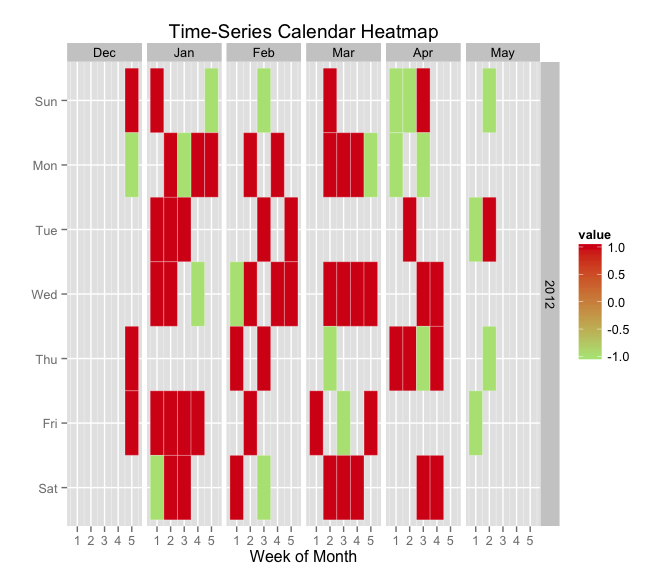 Time-Series Calendar Heatmap
Dec Jan Feb Mar Apr May
Sun
Mon
Tue
Wed
Thu
Fri
Sat
2012
value
1.0
0.5
0.0
-0.5
-1.0
1 2 3 4 5 1 2 3 4 5 1 2 3 4 5 1 2 3 4 5 1 2 3 4 5 1 2 3 4 5
Week of Month